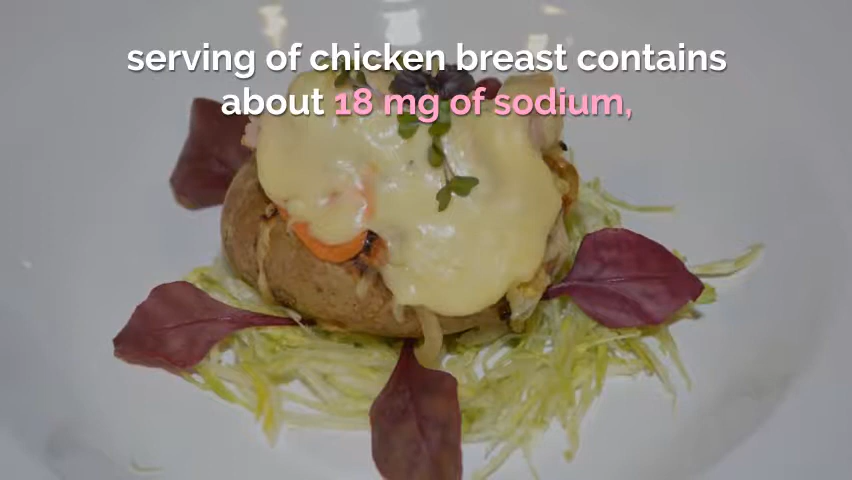 serving of chicken breast contains
about 18 mg of sodium,